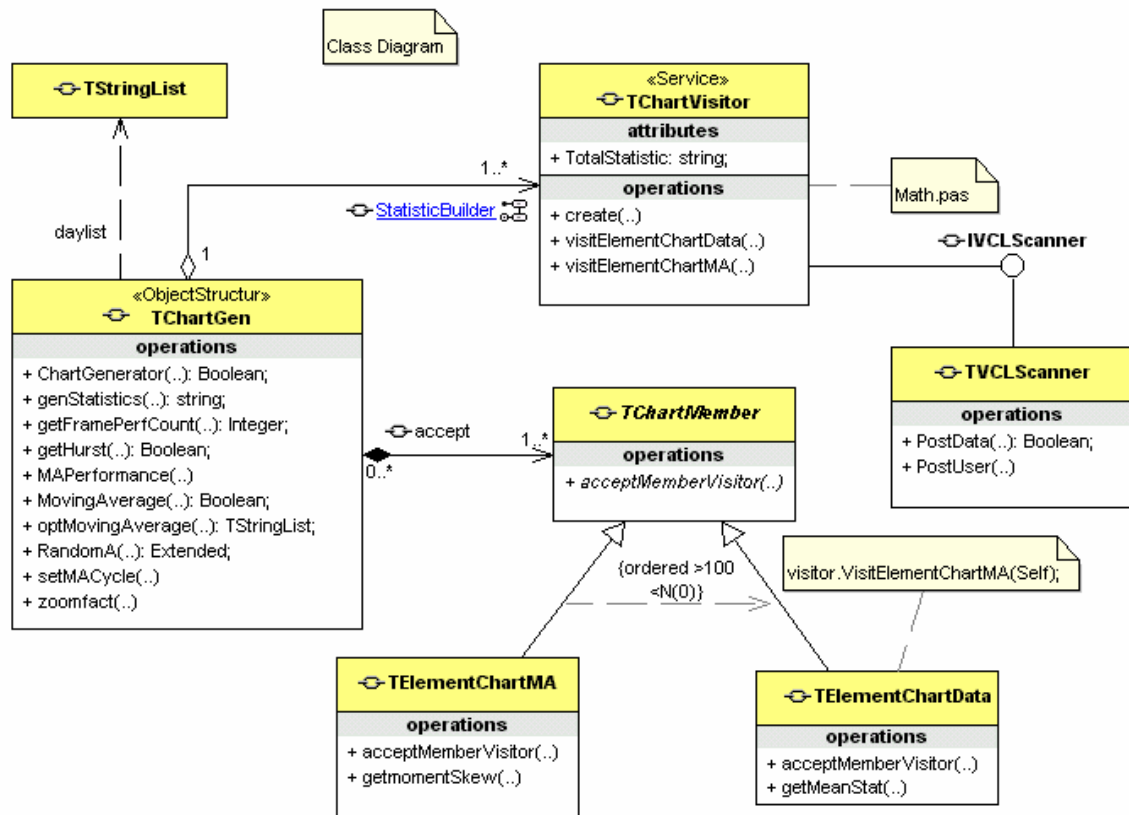 Class Diagram
TStringList
«Service»
TChartVisitor
attributes
+ TotalStatistic: string;
operations
+ create(..)
+ visitElementChartData(..)
+ visitElementChartMA(..)
1..*
StatisticBuilder
Math.pas
IVCLScanner
daylist
1
«ObjectStructur»
TChartGen
operations
+ ChartGenerator(..): Boolean;
+ genStatistics(..): string;
+ getFramePerfCount(..): Integer;
+ getHurst(..): Boolean;
+ MAPerformance(..)
+ MovingAverage(..): Boolean;
+ optMovingAverage(..): TStringList;
+ RandomA(..): Extended;
+ setMACycle(..)
+ zoomfact(..)
accept
0..*
1..*
TChartMember
operations
+ acceptMemberVisitor(..)
TVCLScanner
operations
+ PostData(..): Boolean;
+ PostUser(..)
{ordered >100
<N(0)}
visitor.VisitElementChartMA(Self);
TElementChartMA
operations
+ acceptMemberVisitor(..)
+ getmomentSkew(..)
TElementChartData
operations
+ acceptMemberVisitor(..)
+ getMeanStat(..)